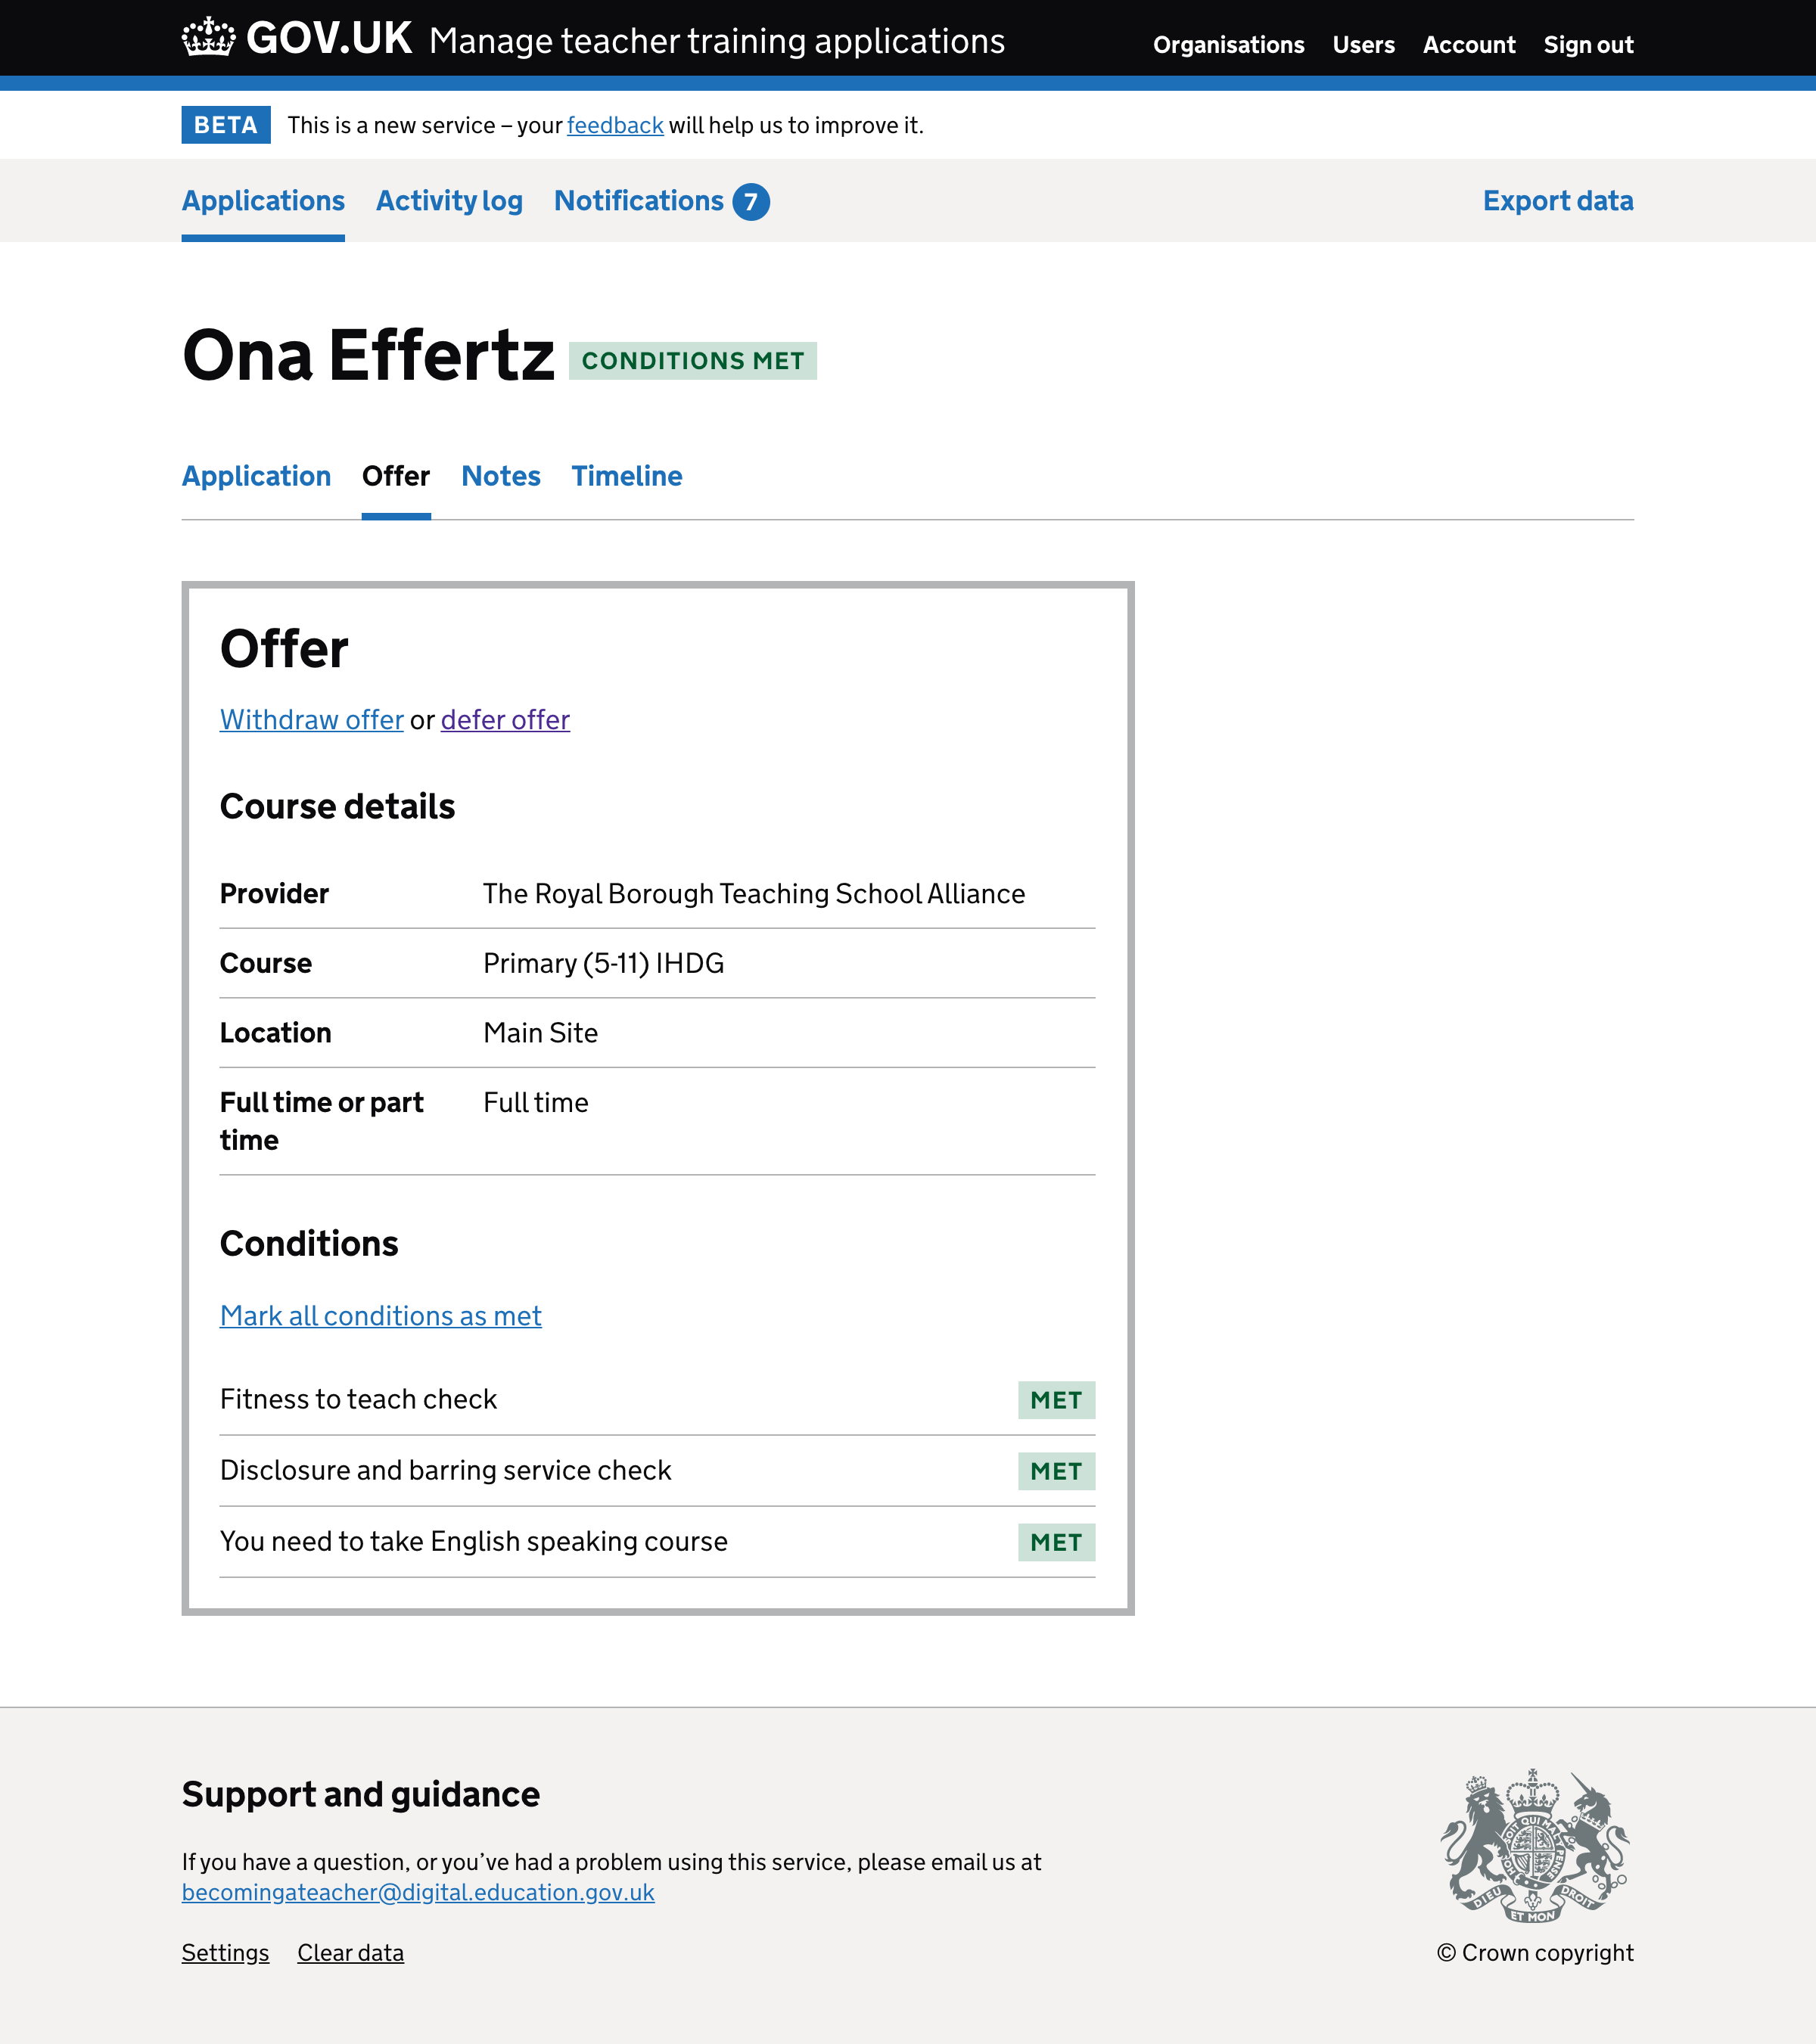 GOV.UK Manage teacher training applications Organisations Users Account Sign out
BETA This is a new service – your feedback will help us to improve it.
Applications Activity log Notifications 7 Export data
Ona Effertz CONDITIONS MET
Application Offer Notes Timeline
Offer
Withdraw offer or defer offer
Course details
Provider The Royal Borough Teaching School Alliance
Course Primary (5-11) IHDG
Location Main Site
Full time or part Full time
time
Conditions
Mark all conditions as met
Fitness to teach check MET
Disclosure and barring service check MET
You need to take English speaking course MET
Support and guidance
If you have a question, or you’ve had a problem using this service, please email us at
becomingateacher@digital.education.gov.uk
Settings Clear data
DIEU ET MON DROIT
© Crown copyright